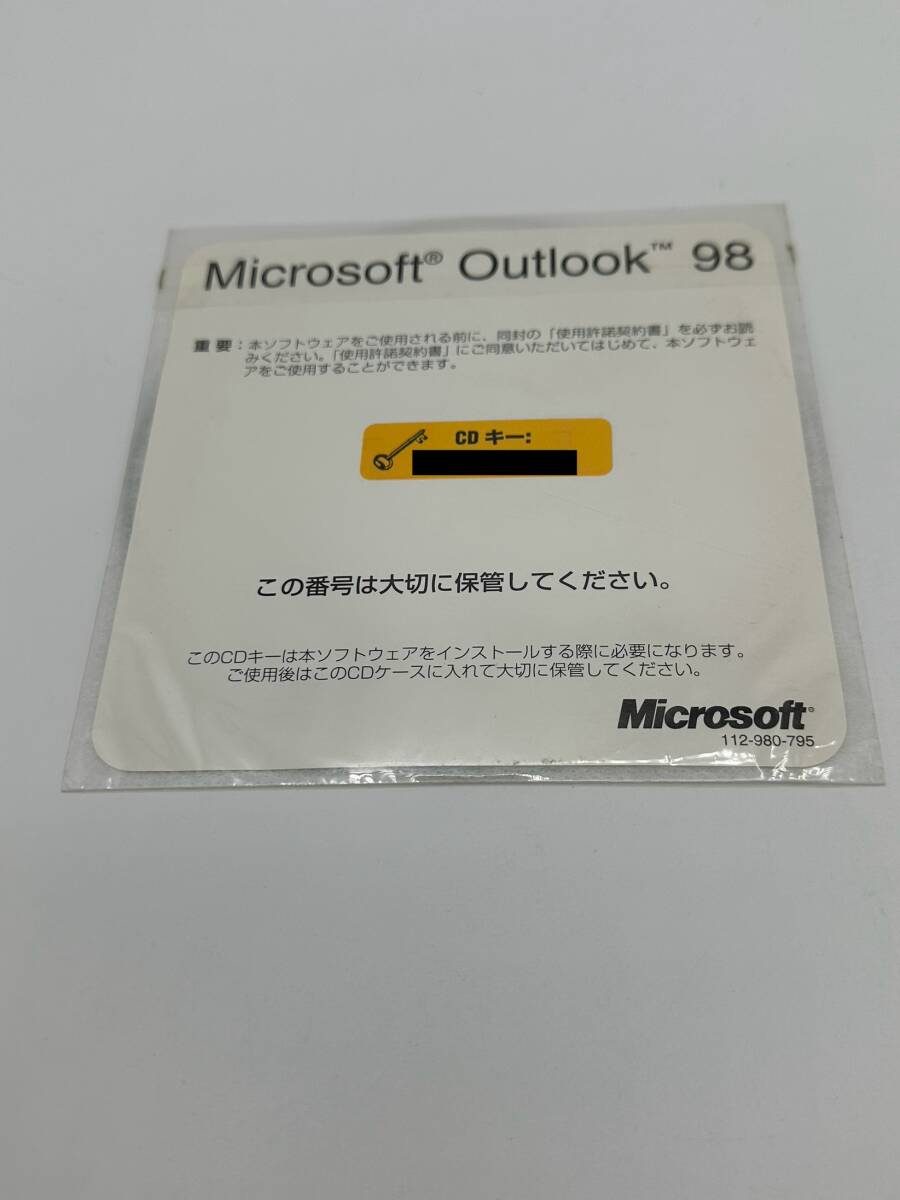 Microsoft® Outlook™ 98
重要：本ソフトウェアをご使用される前に、同封の「使用許諾契約書」を必ずお読
みください。「使用許諾契約書」にご同意いただいてはじめて、本ソフトウェ
アをご使用することができます。
CD キー:
この番号は大切に保管してください。
このCDキーは本ソフトウェアをインストールする際に必要になります。
ご使用後はこのCDケースに入れて大切に保管してください。
Microsoft®
112-980-795